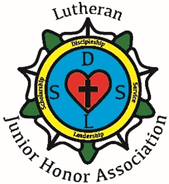 Lutheran
Discipleship
Scholarship
Service
D
S S
L
Leadership
Junior Honor Association